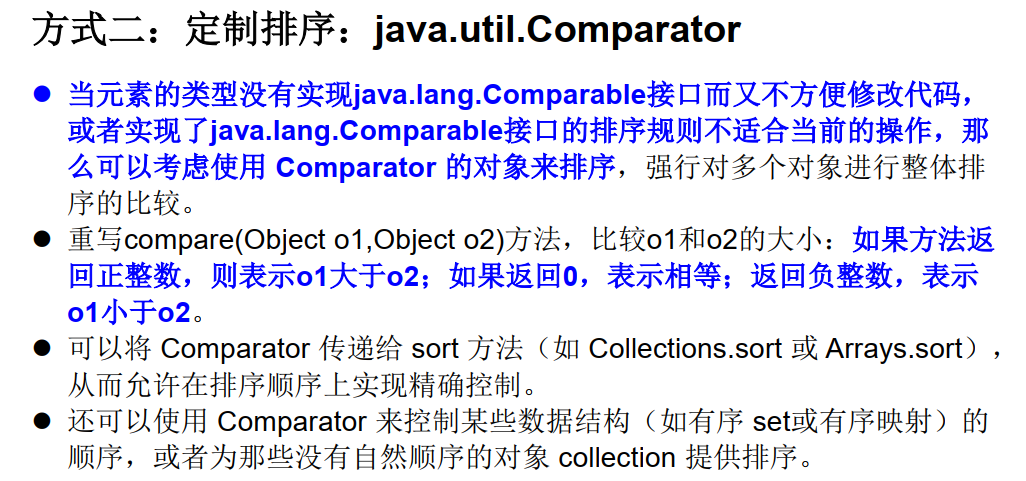 方式二：定制排序：java.util.Comparator
● 当元素的类型没有实现java.lang.Comparable接口而又不方便修改代码，
或者实现了java.lang.Comparable接口的排序规则不适合当前的操作，那
么可以考虑使用 Comparator 的对象来排序，强行对多个对象进行整体排
序的比较。
● 重写compare(Object o1,Object o2)方法，比较o1和o2的大小：如果方法返
回正整数，则表示o1大于o2；如果返回0，表示相等；返回负整数，表示
o1小于o2。
● 可以将 Comparator 传递给 sort 方法（如 Collections.sort 或 Arrays.sort），
从而允许在排序顺序上实现精确控制。
● 还可以使用 Comparator 来控制某些数据结构（如有序 set或有序映射）的
顺序，或者为那些没有自然顺序的对象 collection 提供排序。